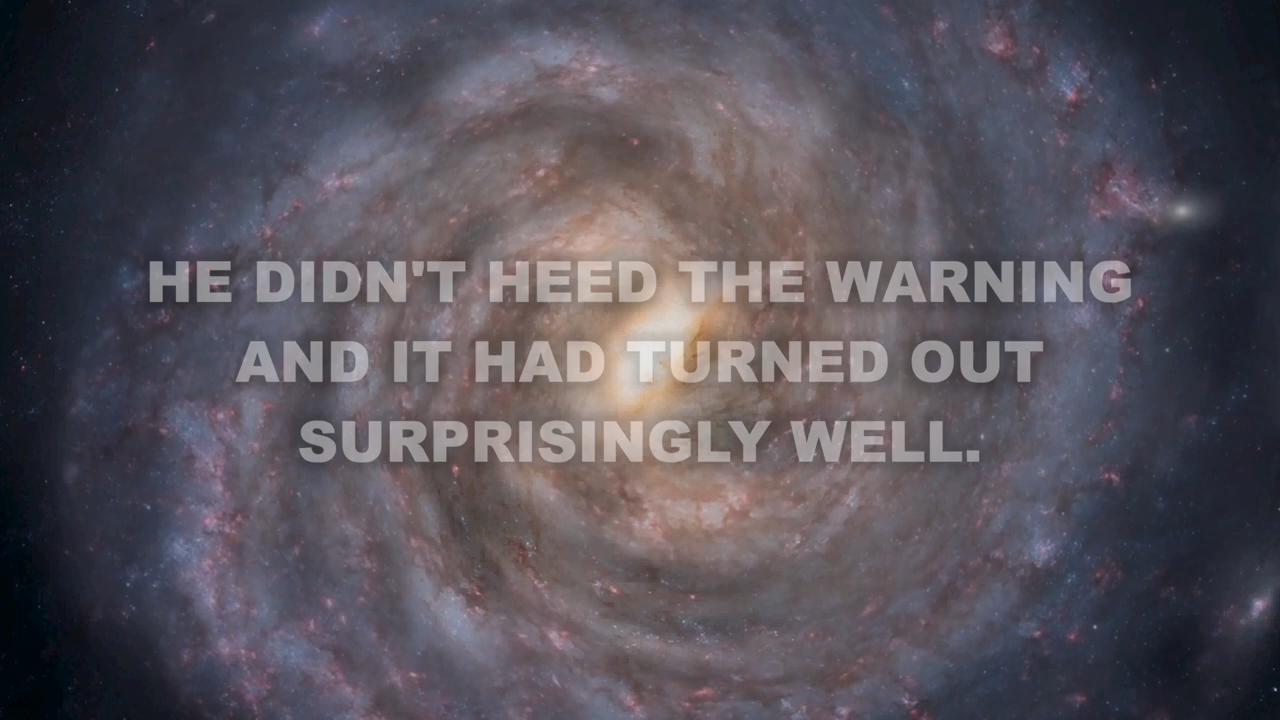 HE DIDN'T HEED THE WARNING
AND IT HAD TURNED OUT
SURPRISINGLY WELL.